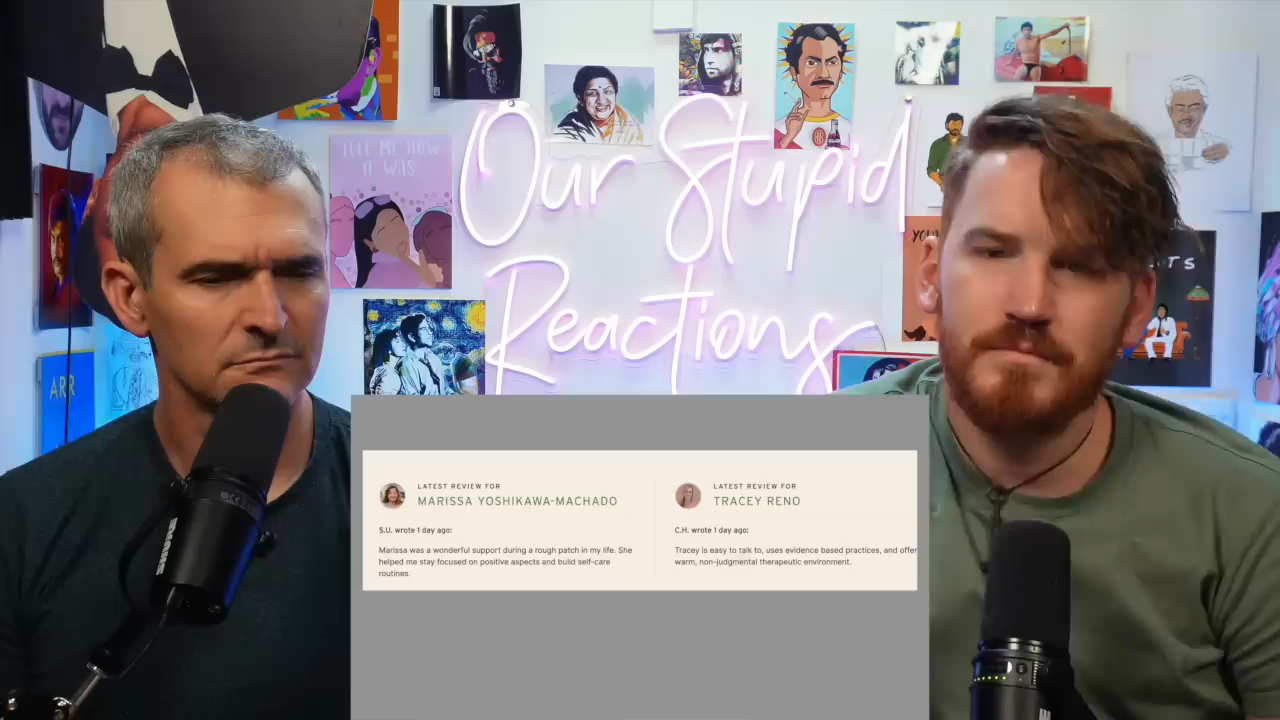 TELL ME HOW
IT WAS
Our Stupid
Reactions
ARR
LATEST REVIEW FOR
MARISSA YOSHIKAWA-MACHADO
S.U. wrote 1 day ago:
Marissa was a wonderful support during a rough patch in my life. She
helped me stay focused on positive aspects and build self-care
routines.
LATEST REVIEW FOR
TRACEY RENO
C.H. wrote 1 day ago:
Tracey is easy to talk to, uses evidence based practices, and offer
warm, non-judgmental therapeutic environment.